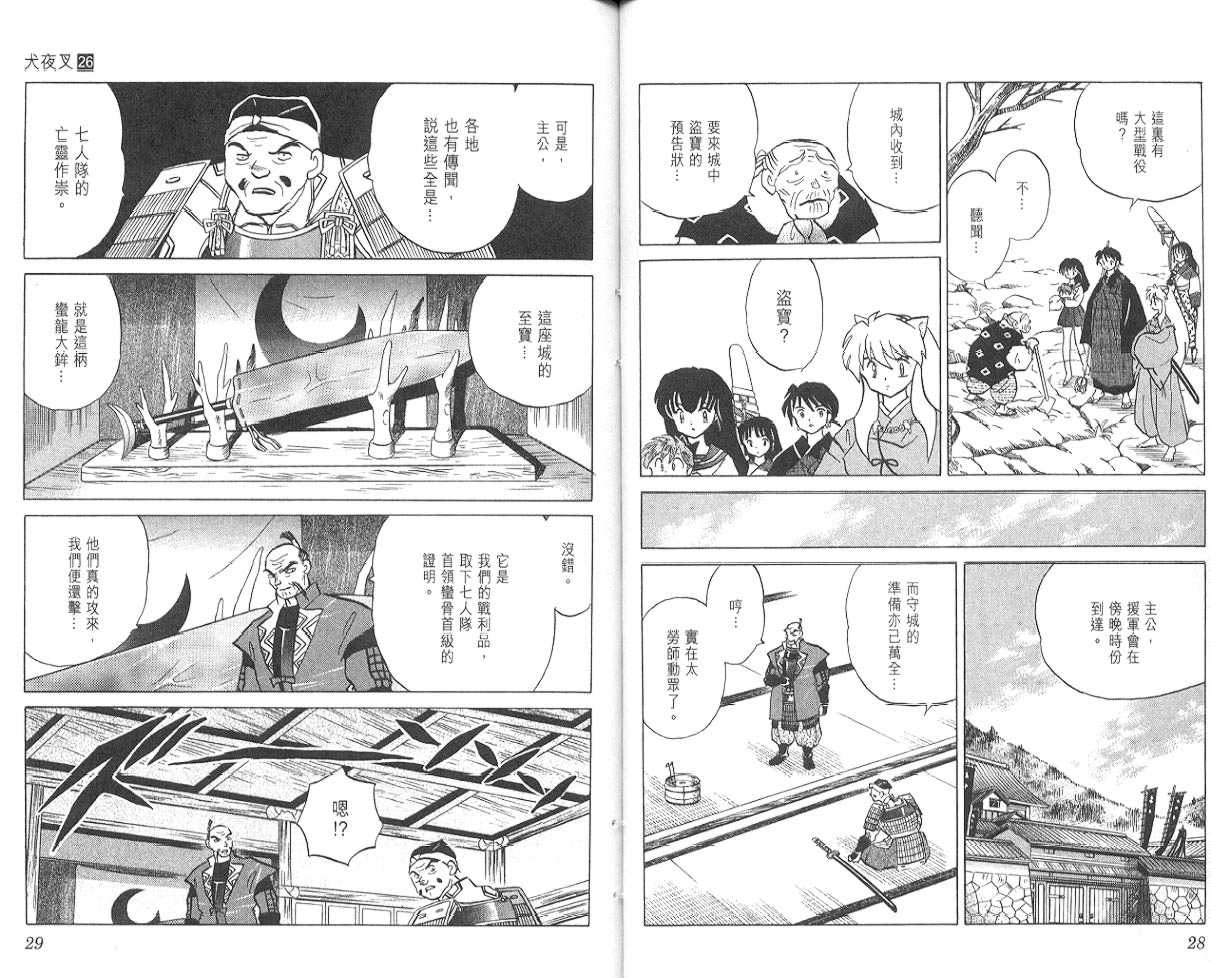 這裏有
大型戰役
嗎？
不…
聽聞…
城內收到…
要來城中
盜寶的
預告狀…
盜寶？
主公，
援軍會在
傍晚時份
到達。
而守城的
準備亦已萬全…
哼…
實在太
勞師動眾了。
28
犬夜叉 26
可是，
主公，
各地
也有傳聞，
說這些全是…
七人隊的
亡靈作祟。
這座城的
至寶…
就是這柄
蠻龍大鉾…
沒錯。
它是
我們的戰利品，
取下七人隊
首領蠻骨首級的
證明。
他們真的攻來，
我們便還擊…
嗯！？
29